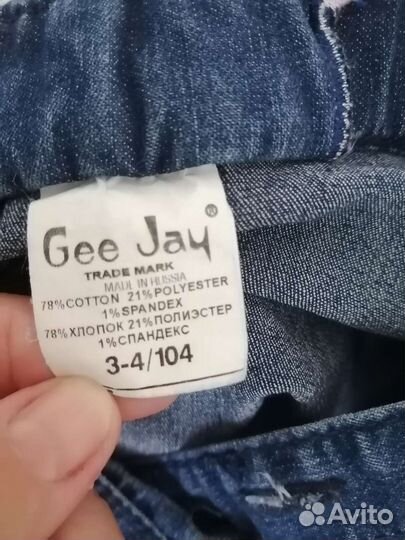 Gee Jay ®
TRADE MARK
MADE IN RUSSIA
78%COTTON 21%POLYESTER
1%SPANDEX
78%ХЛОПОК 21%ПОЛИЭСТЕР
1%СПАНДЕКС
3-4/104
Avito